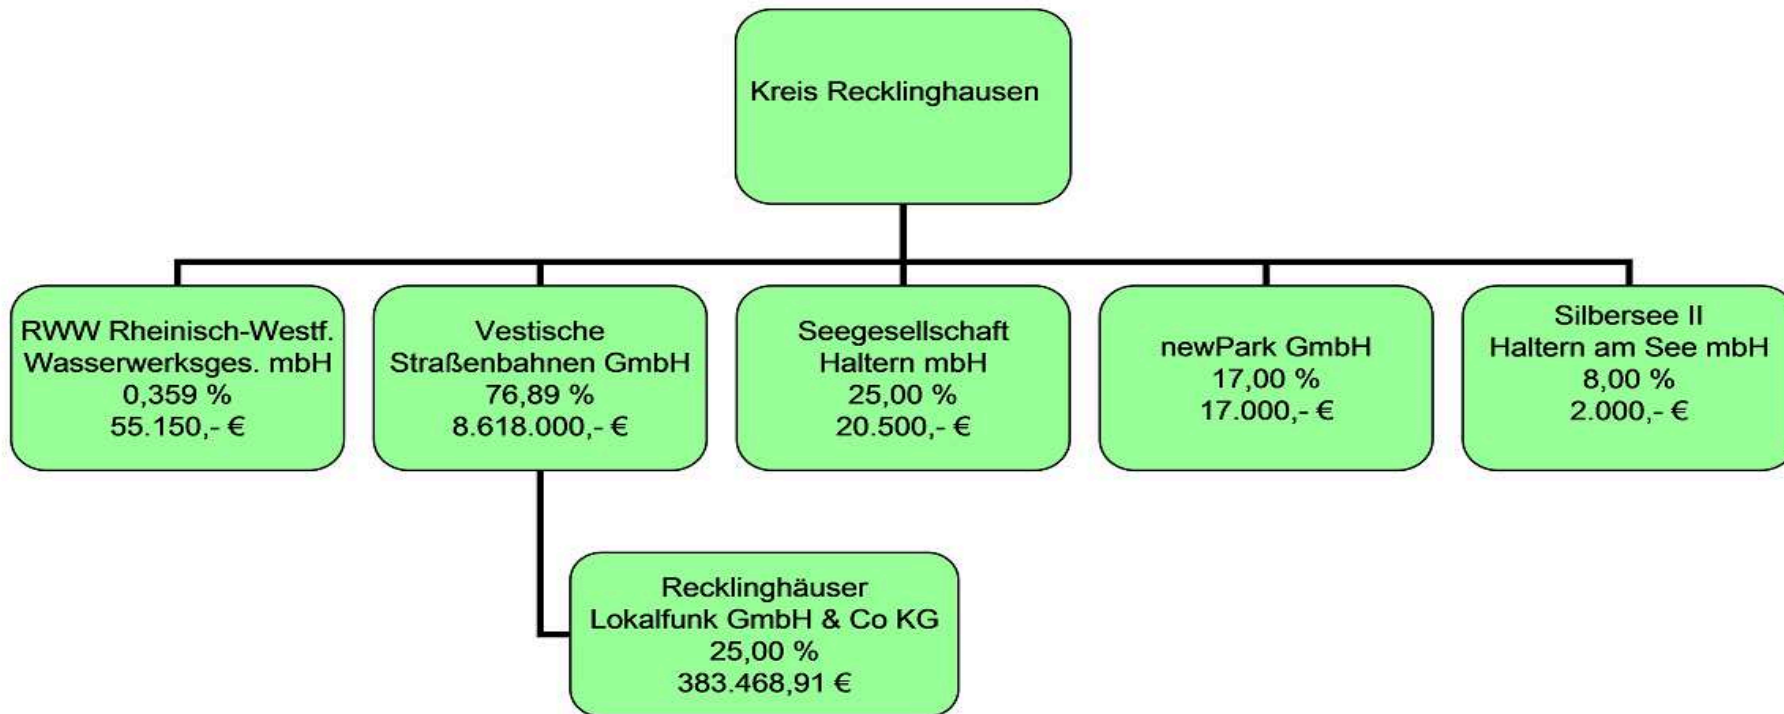 Kreis Recklinghausen
RWW Rheinisch-Westf.
Wasserwerksges. mbH
0,359 %
55.150,- €
Vestische
Straßenbahnen GmbH
76,89 %
8.618.000,- €
Seegesellschaft
Haltern mbH
25,00 %
20.500,- €
newPark GmbH
17,00 %
17.000,- €
Silbersee II
Haltern am See mbH
8,00 %
2.000,- €
Recklinghäuser
Lokalfunk GmbH & Co KG
25,00 %
383.468,91 €